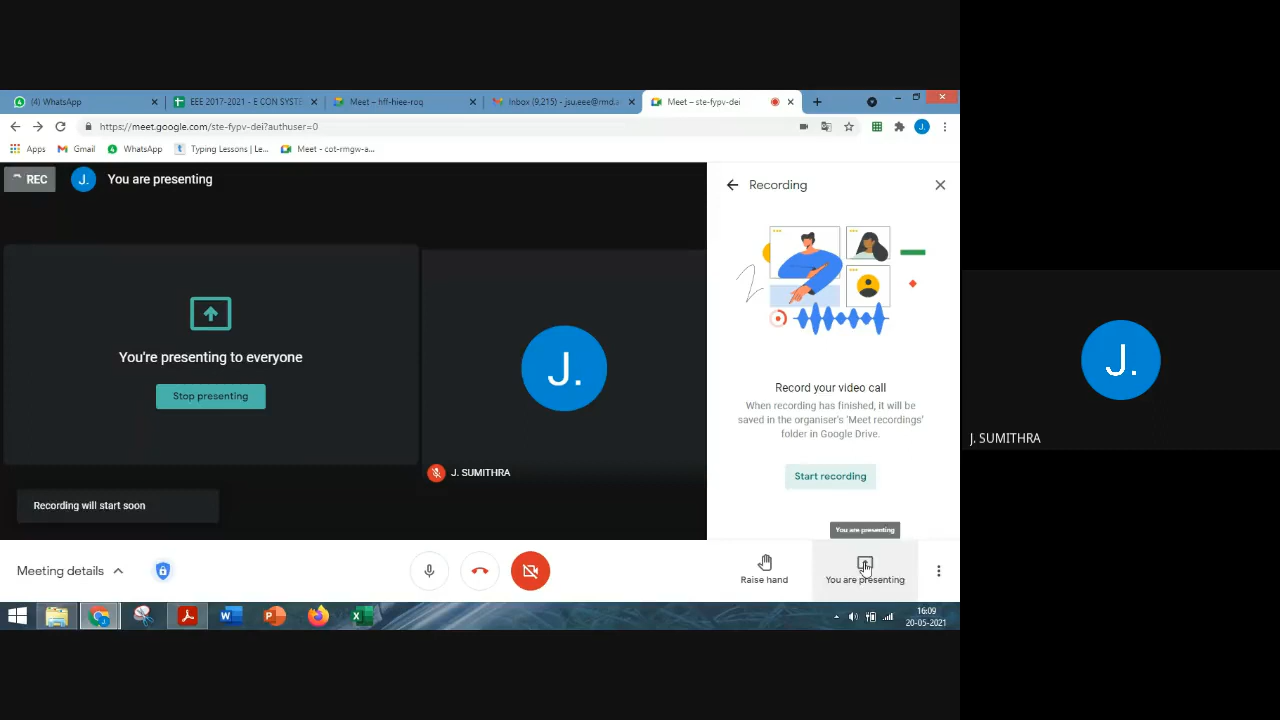 (4) WhatsApp
EEE 2017-2021 - E CON SYSTE
Meet – hff-hiee-roq
Inbox (9,215) - jsu.eee@rmd.a
Meet – ste-fypv-dei
https://meet.google.com/ste-fypv-dei?authuser=0
J.
Apps
Gmail
WhatsApp
Typing Lessons | Le...
Meet - cot-rmgw-a...
REC
J.
You are presenting
Recording
You're presenting to everyone
Stop presenting
J.
J. SUMITHRA
Recording will start soon
Record your video call
When recording has finished, it will be
saved in the organiser's 'Meet recordings'
folder in Google Drive.
Start recording
You are presenting
Meeting details
Raise hand
You are presenting
16:09
20-05-2021
J.
J. SUMITHRA